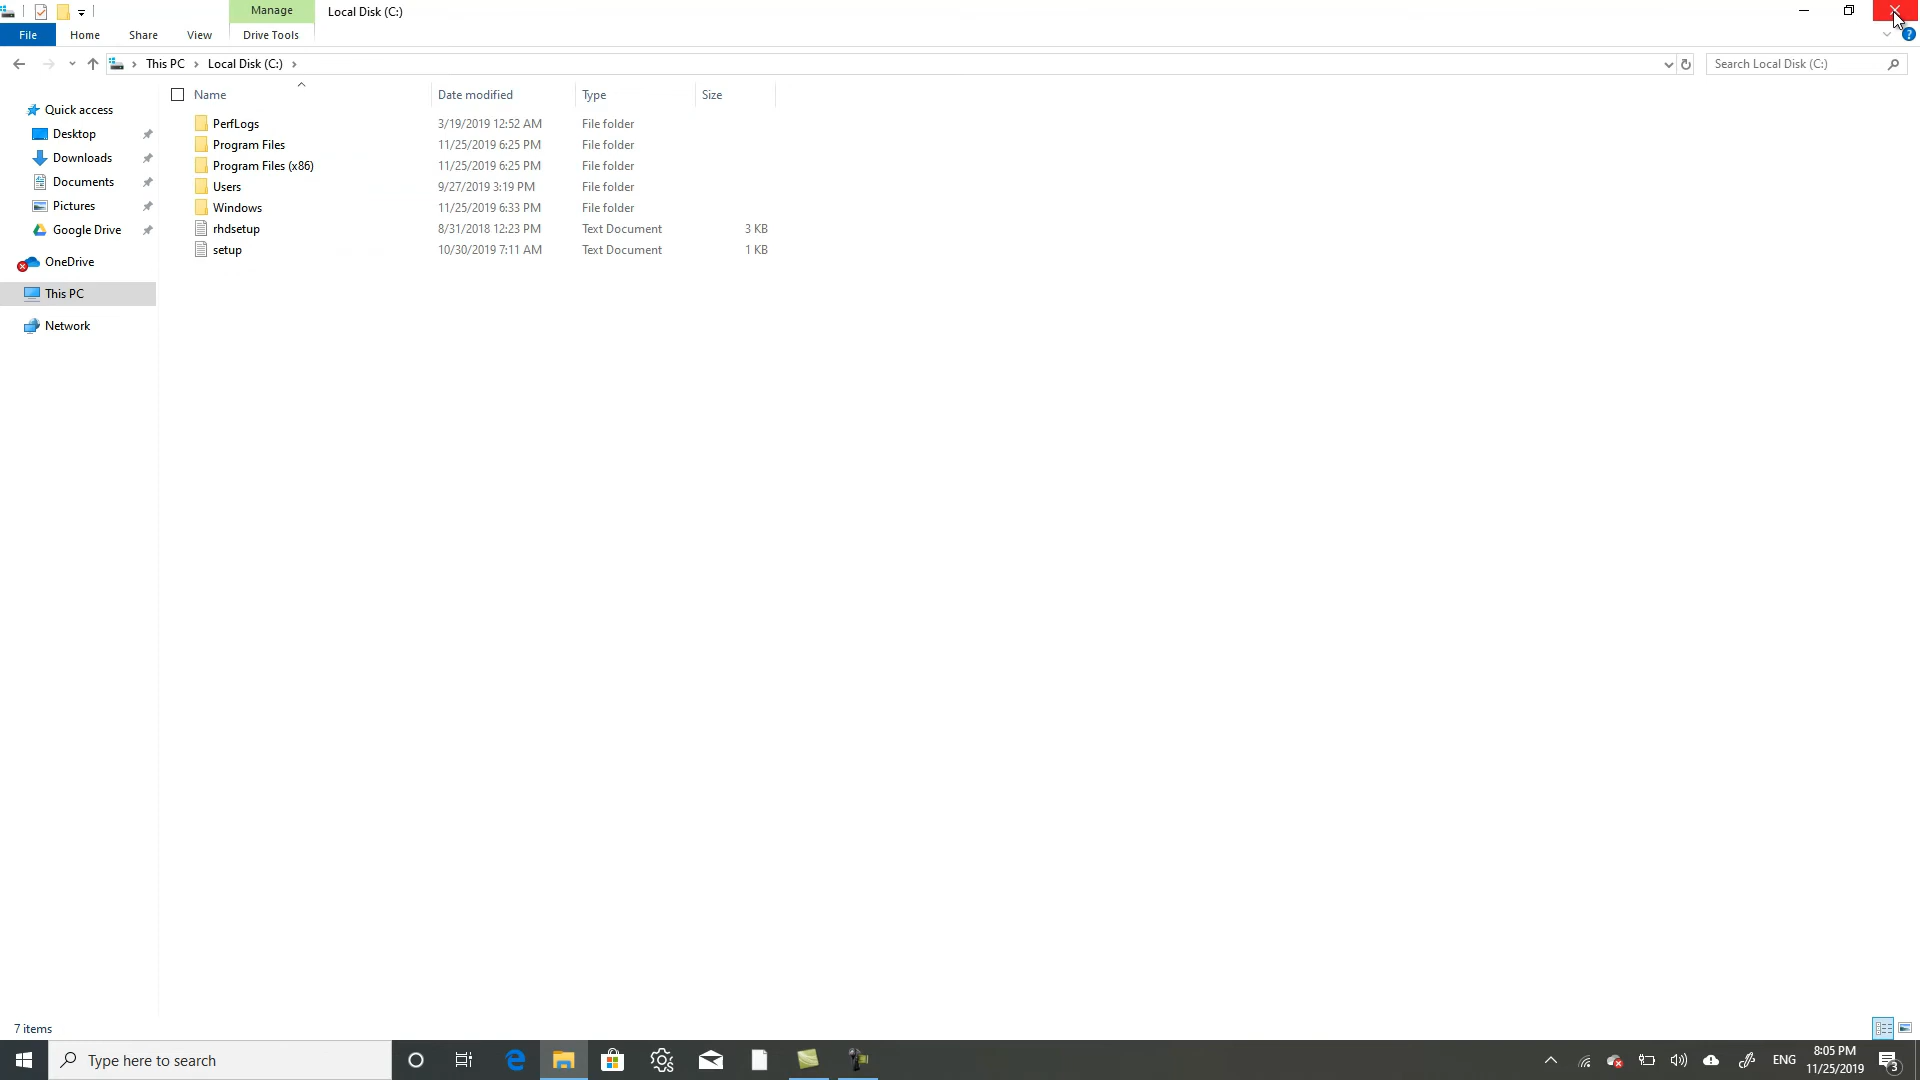 Manage Local Disk (C:)
File Home Share View Drive Tools
This PC Local Disk (C:) Search Local Disk (C:)
Name Date modified Type Size
Quick access
Desktop
Downloads
Documents
Pictures
Google Drive
OneDrive
This PC
Network
PerfLogs 3/19/2019 12:52 AM File folder
Program Files 11/25/2019 6:25 PM File folder
Program Files (x86) 11/25/2019 6:25 PM File folder
Users 9/27/2019 3:19 PM File folder
Windows 11/25/2019 6:33 PM File folder
rhdsetup 8/31/2018 12:23 PM Text Document 3 KB
setup 10/30/2019 7:11 AM Text Document 1 KB
7 items
Type here to search ENG 8:05 PM 3
11/25/2019